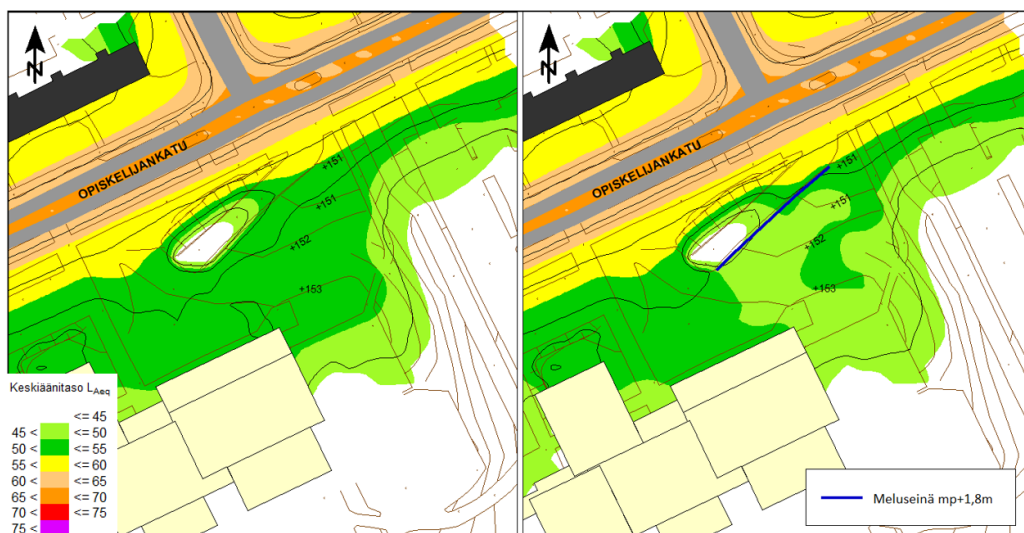 N
OPISKELIJANKATU
+151
+151
+152
+153
Keskiäänitaso LAeq
<= 45
45 < <= 50
50 < <= 55
55 < <= 60
60 < <= 65
65 < <= 70
70 < <= 75
75 <
N
OPISKELIJANKATU
+151
+151
+152
+153
Meluseinä mp+1,8m